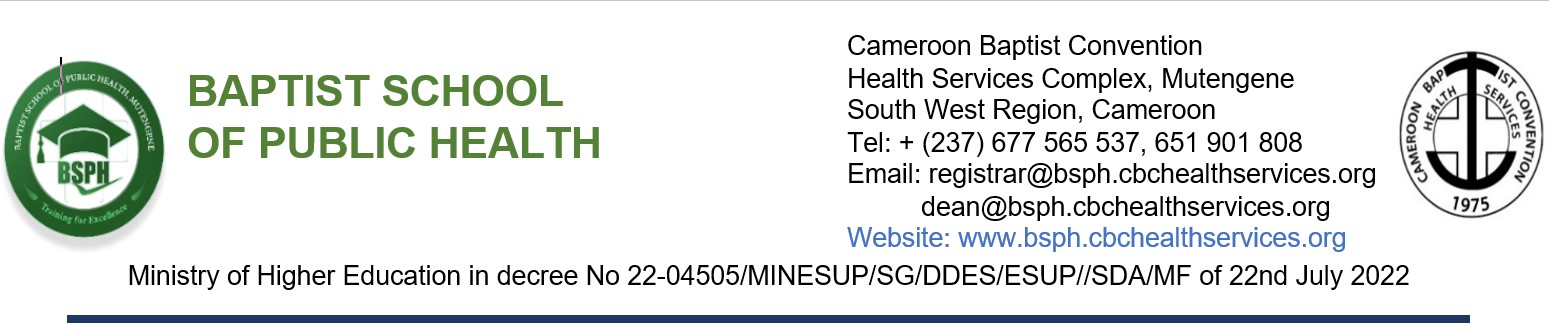 BAPTIST SCHOOL OF PUBLIC HEALTH, MUTENGENE
BSPH
Training for Excellence
BAPTIST SCHOOL
OF PUBLIC HEALTH
Cameroon Baptist Convention
Health Services Complex, Mutengene
South West Region, Cameroon
Tel: + (237) 677 565 537, 651 901 808
Email: registrar@bsph.cbchealthservices.org
dean@bsph.cbchealthservices.org
Website: www.bsph.cbchealthservices.org
CAMEROON BAPTIST CONVENTION
HEALTH SERVICES
1975
Ministry of Higher Education in decree No 22-04505/MINESUP/SG/DDES/ESUP//SDA/MF of 22nd July 2022